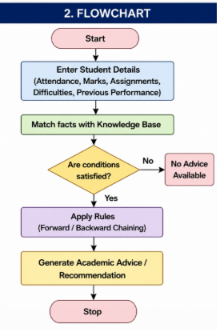 2. FLOWCHART
Start
Enter Student Details
(Attendance, Marks, Assignments,
Difficulties, Previous Performance)
Match facts with Knowledge Base
Are conditions
satisfied?
No
No Advice
Available
Yes
Apply Rules
(Forward / Backward Chaining)
Generate Academic Advice /
Recommendation
Stop